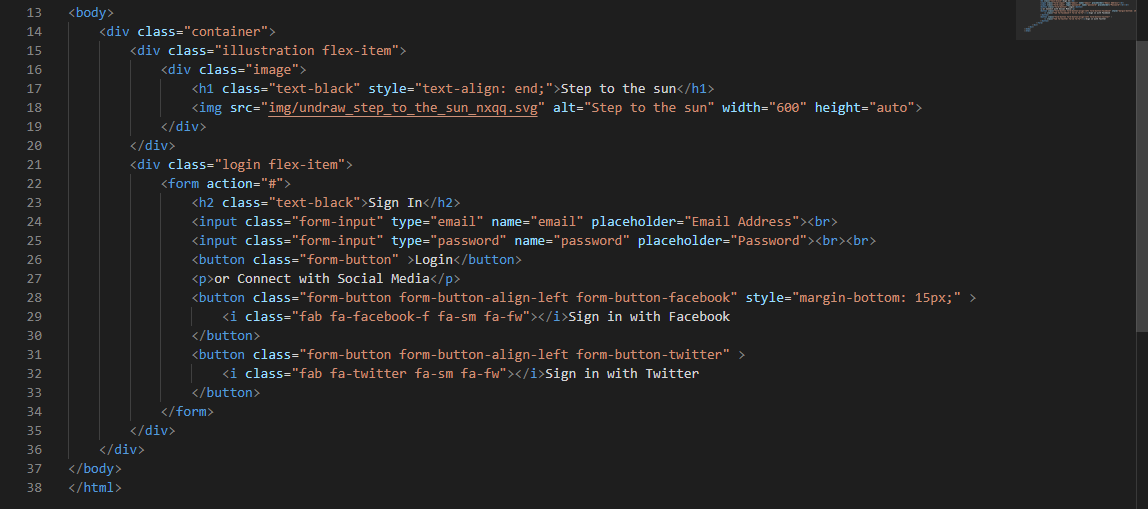 13 <body>
14 <div class="container">
15 <div class="illustration flex-item">
16 <div class="image">
17 <h1 class="text-black" style="text-align: end;">Step to the sun</h1>
18 <img src="img/undraw_step_to_the_sun_nxqq.svg" alt="Step to the sun" width="600" height="auto">
19 </div>
20 </div>
21 <div class="login flex-item">
22 <form action="#">
23 <h2 class="text-black">Sign In</h2>
24 <input class="form-input" type="email" name="email" placeholder="Email Address"><br>
25 <input class="form-input" type="password" name="password" placeholder="Password"><br><br>
26 <button class="form-button" >Login</button>
27 <p>or Connect with Social Media</p>
28 <button class="form-button form-button-align-left form-button-facebook" style="margin-bottom: 15px;" >
29 <i class="fab fa-facebook-f fa-sm fa-fw"></i>Sign in with Facebook
30 </button>
31 <button class="form-button form-button-align-left form-button-twitter" >
32 <i class="fab fa-twitter fa-sm fa-fw"></i>Sign in with Twitter
33 </button>
34 </form>
35 </div>
36 </div>
37 </body>
38 </html>